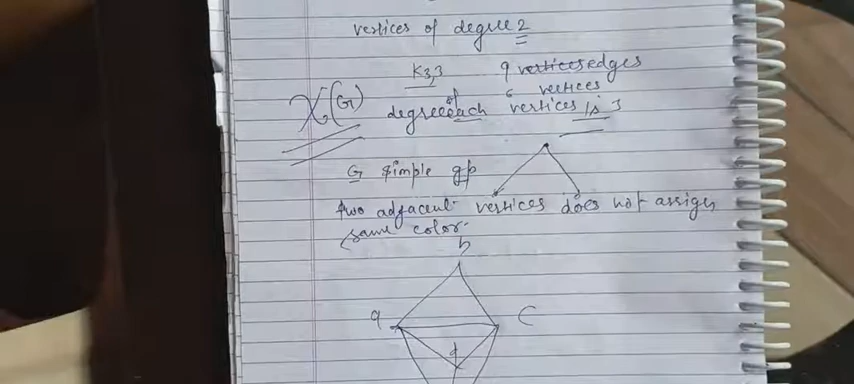 vertices of degree 2
K3,3 9 vertices edges
6 vertices
χ(G) degree of each vertices is 3
G simple gp
two adjacent vertices does not assign
same color.
b
a C
d